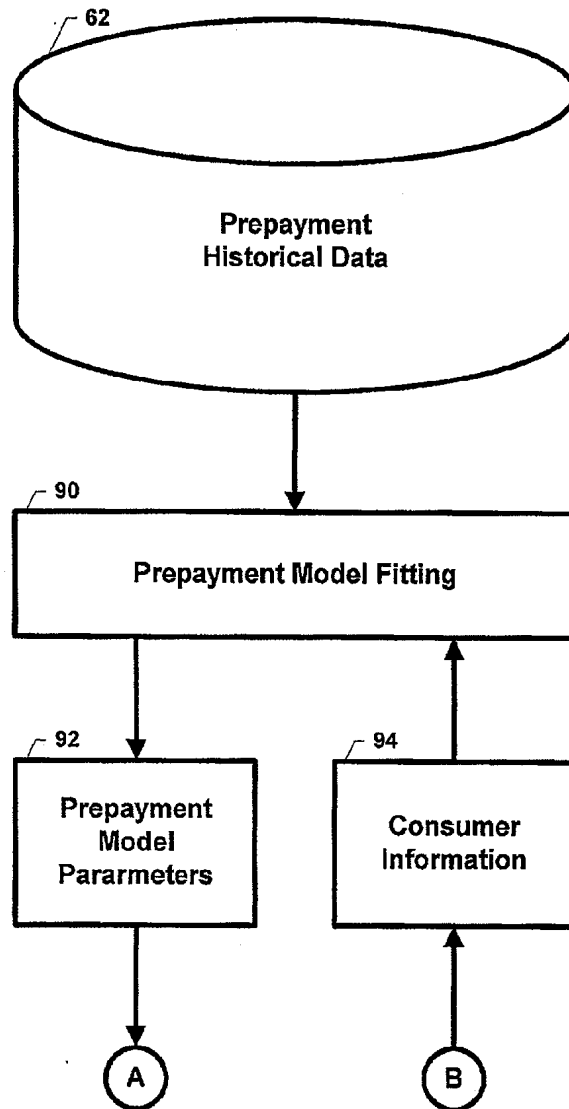 62
Prepayment
Historical Data
90
Prepayment Model Fitting
92
Prepayment
Model
Pararmeters
94
Consumer
Information
A
B